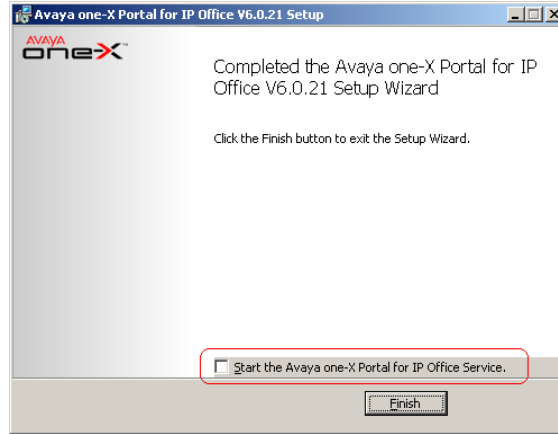 Avaya one-X Portal for IP Office V6.0.21 Setup
AVAYA
one-X™
Completed the Avaya one-X Portal for IP
Office V6.0.21 Setup Wizard
Click the Finish button to exit the Setup Wizard.
Start the Avaya one-X Portal for IP Office Service.
Finish